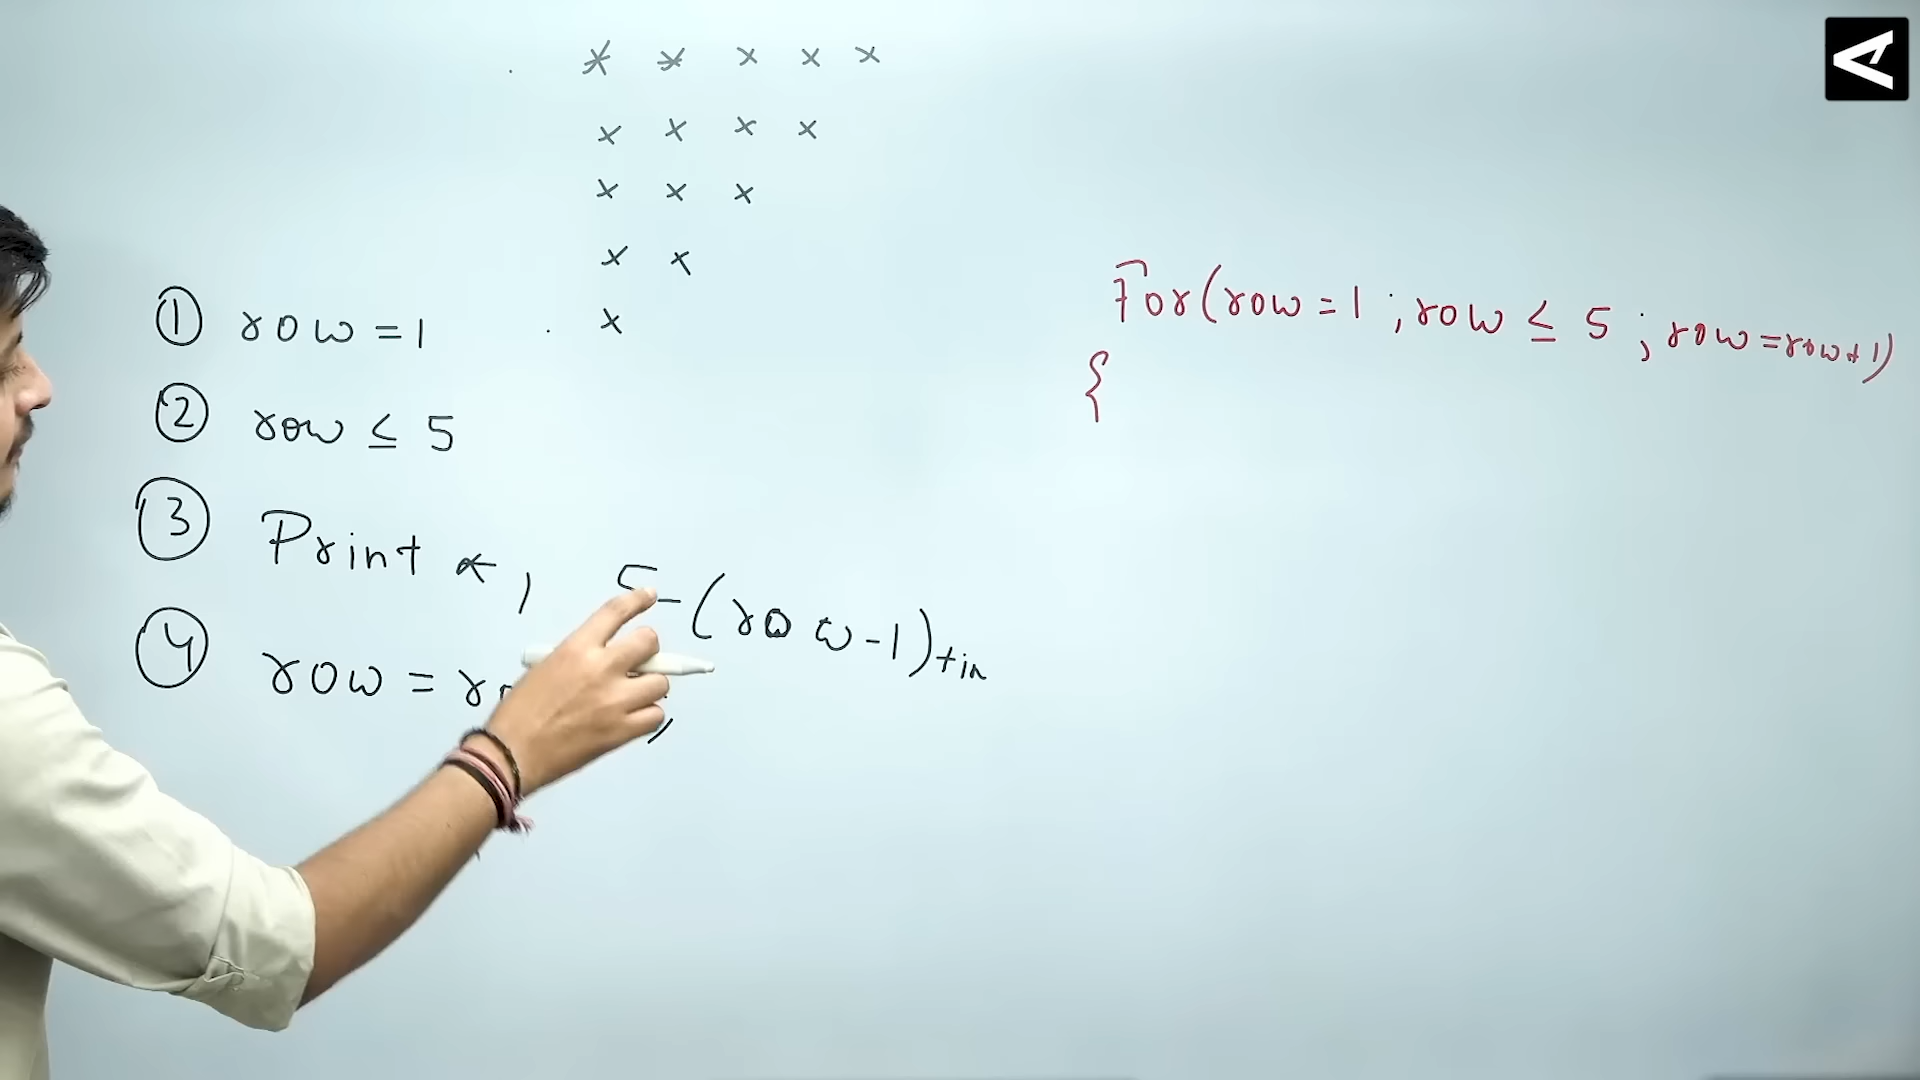 * * * * *
* * * *
* * *
* *
*
① row = 1
② row ≤ 5
③ Print *, 5 - (row - 1) tim
④ row =
For(row = 1 ; row ≤ 5 ; row = row + 1)
{